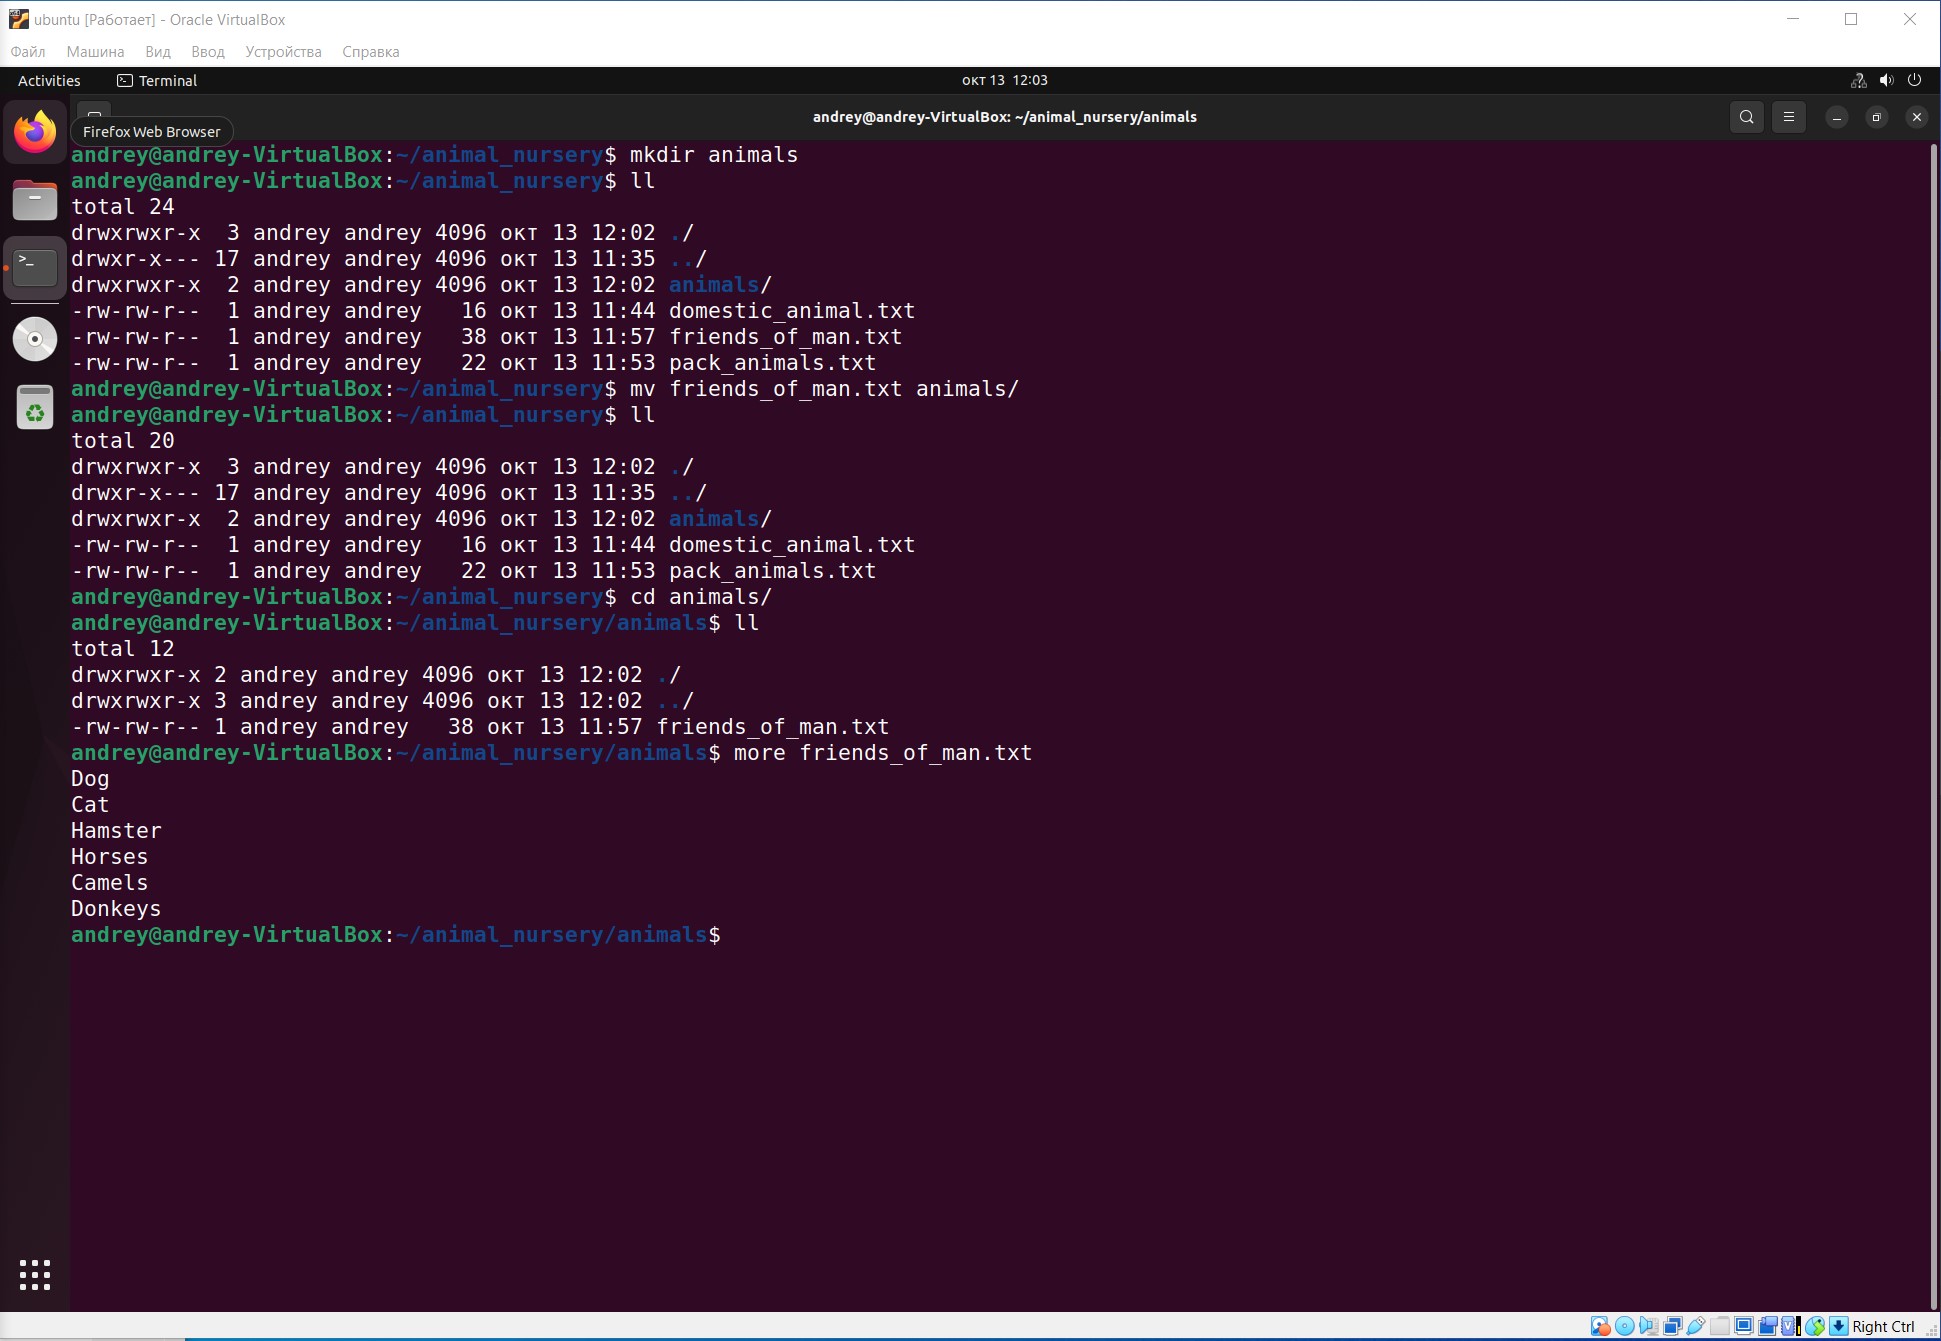 ubuntu [Работает] - Oracle VirtualBox
Файл Машина Вид Ввод Устройства Справка
Activities Terminal окт 13 12:03
andrey@andrey-VirtualBox: ~/animal_nursery/animals
Firefox Web Browser
andrey@andrey-VirtualBox:~/animal_nursery$ mkdir animals
andrey@andrey-VirtualBox:~/animal_nursery$ ll
total 24
drwxrwxr-x  3 andrey andrey 4096 окт 13 12:02 ./
drwxr-x--- 17 andrey andrey 4096 окт 13 11:35 ../
drwxrwxr-x  2 andrey andrey 4096 окт 13 12:02 animals/
-rw-rw-r--  1 andrey andrey   16 окт 13 11:44 domestic_animal.txt
-rw-rw-r--  1 andrey andrey   38 окт 13 11:57 friends_of_man.txt
-rw-rw-r--  1 andrey andrey   22 окт 13 11:53 pack_animals.txt
andrey@andrey-VirtualBox:~/animal_nursery$ mv friends_of_man.txt animals/
andrey@andrey-VirtualBox:~/animal_nursery$ ll
total 20
drwxrwxr-x  3 andrey andrey 4096 окт 13 12:02 ./
drwxr-x--- 17 andrey andrey 4096 окт 13 11:35 ../
drwxrwxr-x  2 andrey andrey 4096 окт 13 12:02 animals/
-rw-rw-r--  1 andrey andrey   16 окт 13 11:44 domestic_animal.txt
-rw-rw-r--  1 andrey andrey   22 окт 13 11:53 pack_animals.txt
andrey@andrey-VirtualBox:~/animal_nursery$ cd animals/
andrey@andrey-VirtualBox:~/animal_nursery/animals$ ll
total 12
drwxrwxr-x 2 andrey andrey 4096 окт 13 12:02 ./
drwxrwxr-x 3 andrey andrey 4096 окт 13 12:02 ../
-rw-rw-r-- 1 andrey andrey   38 окт 13 11:57 friends_of_man.txt
andrey@andrey-VirtualBox:~/animal_nursery/animals$ more friends_of_man.txt
Dog
Cat
Hamster
Horses
Camels
Donkeys
andrey@andrey-VirtualBox:~/animal_nursery/animals$
Right Ctrl